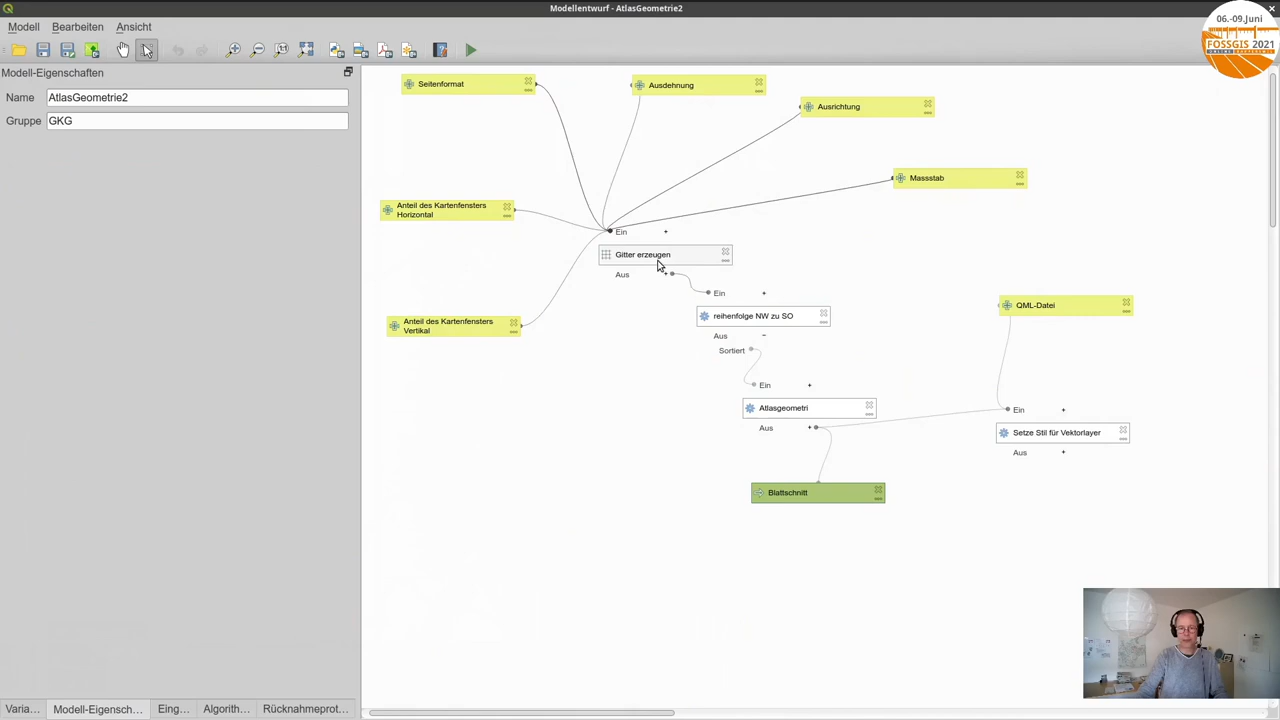 Modellentwurf - AtlasGeometrie2
Modell Bearbeiten Ansicht
06.-09.Juni
FOSSGIS 2021
Modell-Eigenschaften
Name AtlasGeometrie2
Gruppe GKG
Seitenformat
Ausdehnung
Ausrichtung
Massstab
Anteil des Kartenfensters
Horizontal
Ein
Gitter erzeugen
Aus
Ein
QML-Datei
reihenfolge NW zu SO
Anteil des Kartenfensters
Vertikal
Aus
Sortiert
Ein
Atlasgeometri
Aus
Ein
Setze Stil für Vektorlayer
Aus
Blattschnitt
Varia... Modell-Eigensch... Eing... Algorith... Rücknahmeprot...